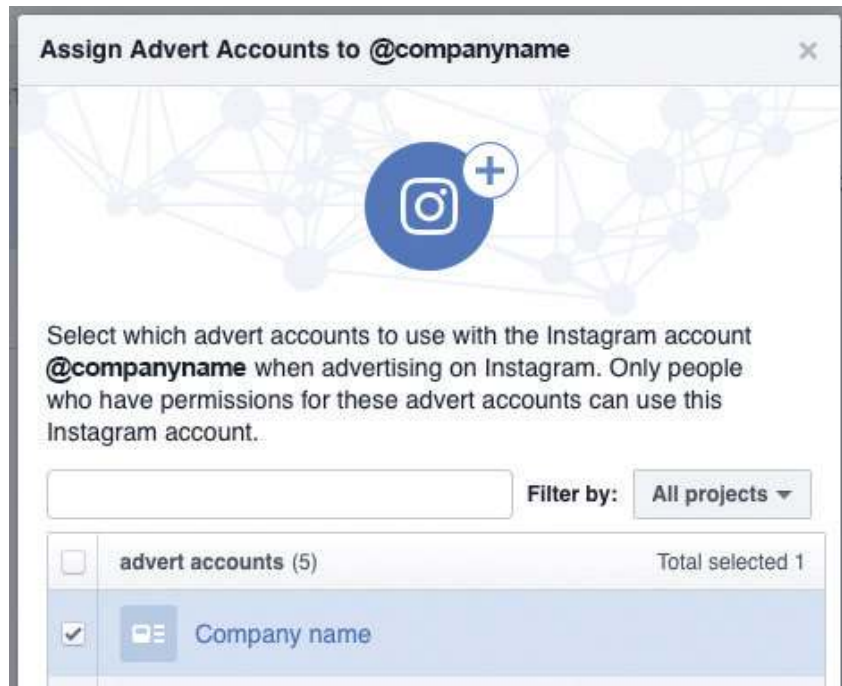 Assign Advert Accounts to @companyname
Select which advert accounts to use with the Instagram account
@companyname when advertising on Instagram. Only people
who have permissions for these advert accounts can use this
Instagram account.
Filter by: All projects
advert accounts (5) Total selected 1
Company name